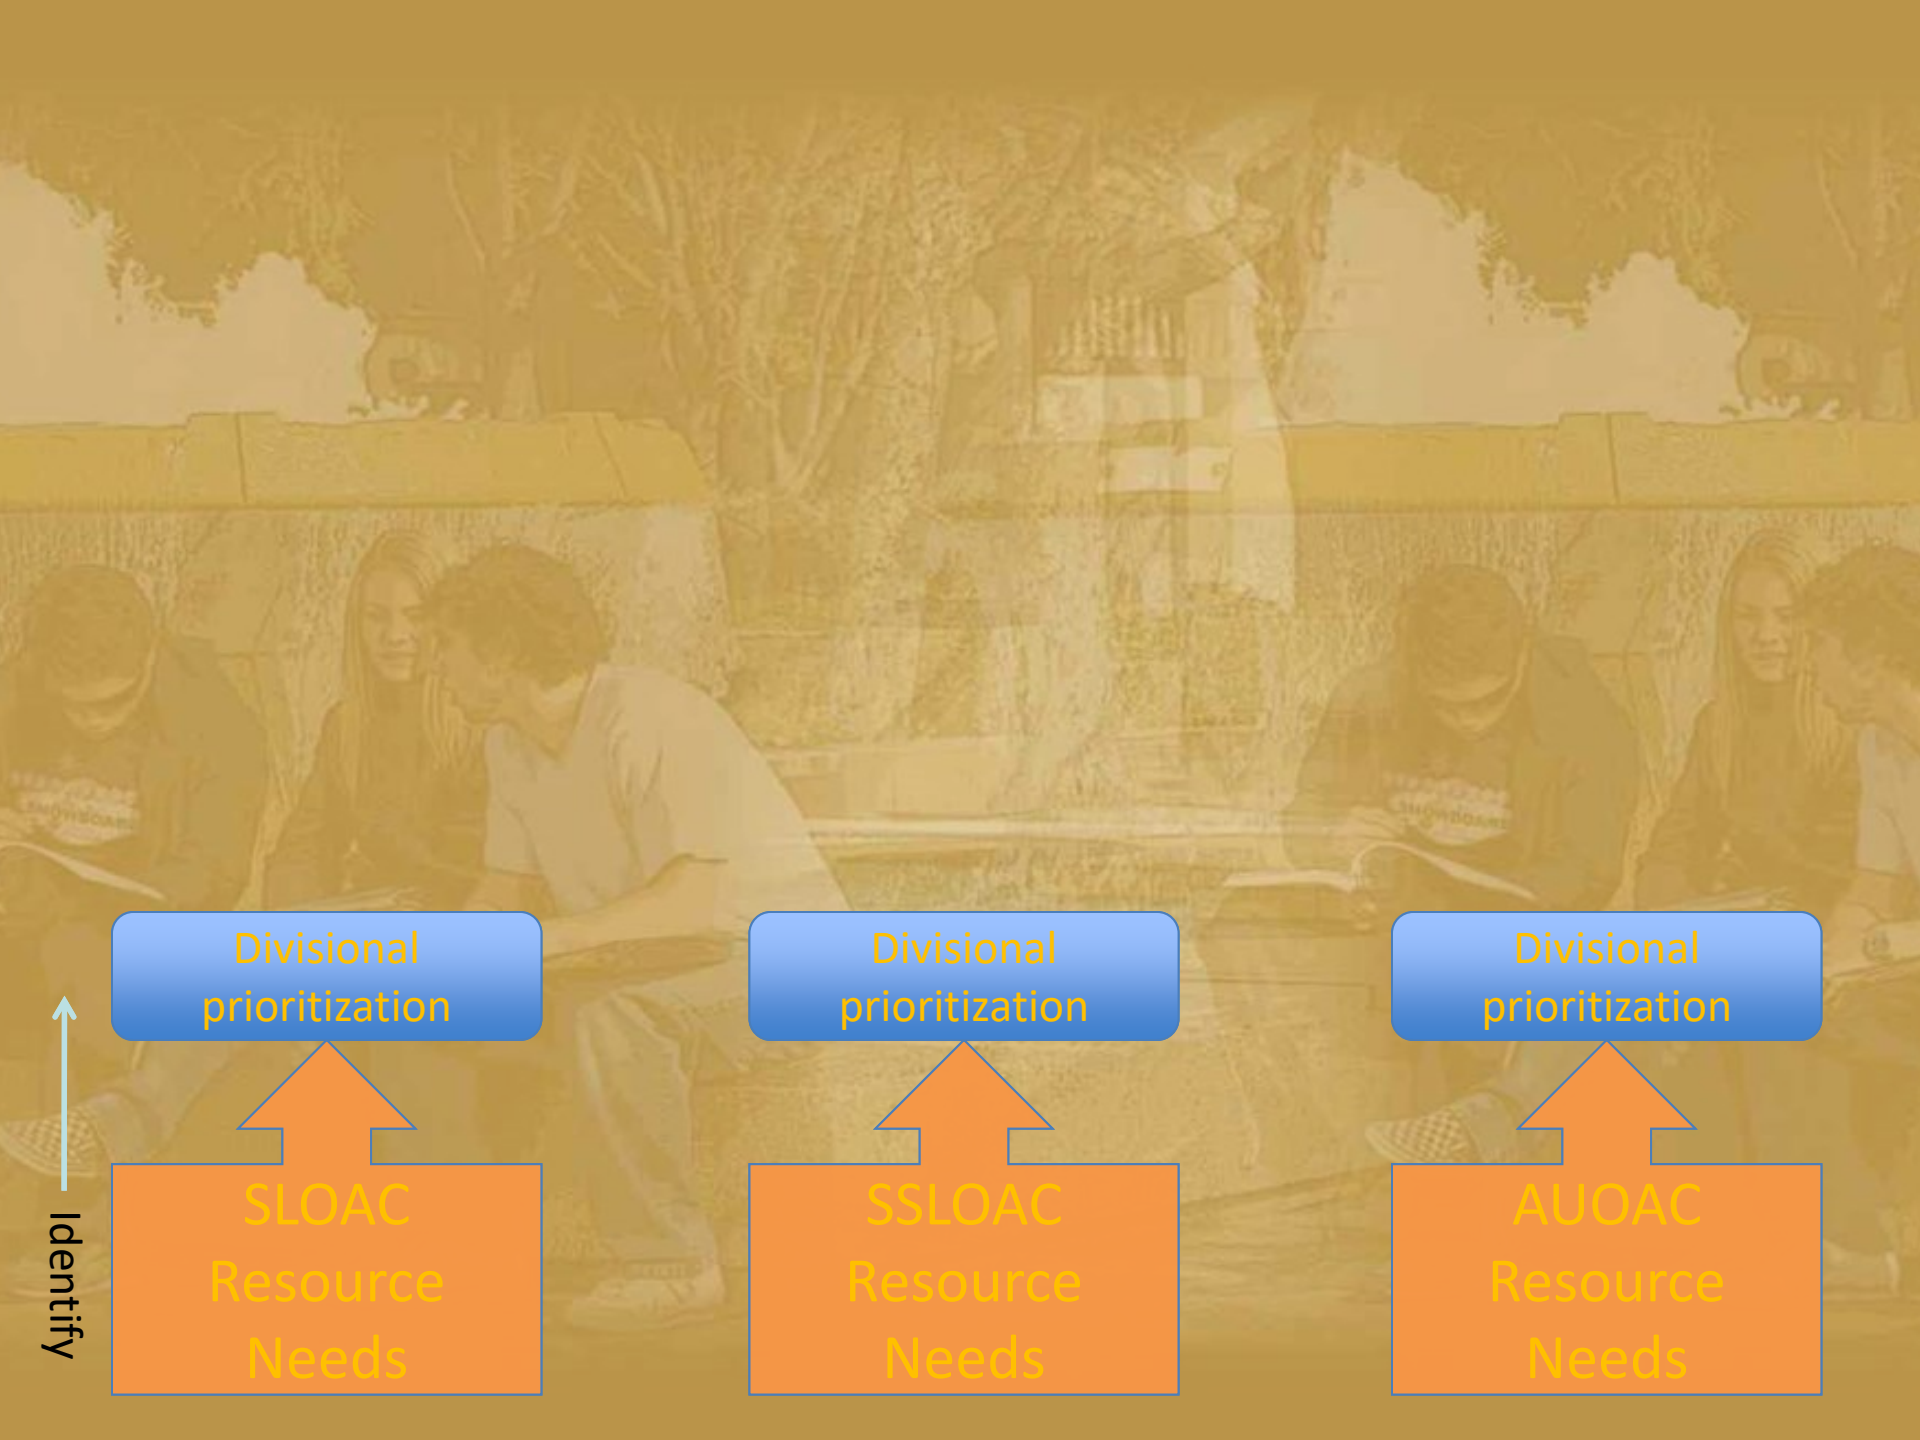 Divisional
prioritization
Divisional
prioritization
Divisional
prioritization
SLOAC
Resource
Needs
SSLOAC
Resource
Needs
AUOAC
Resource
Needs
Identify